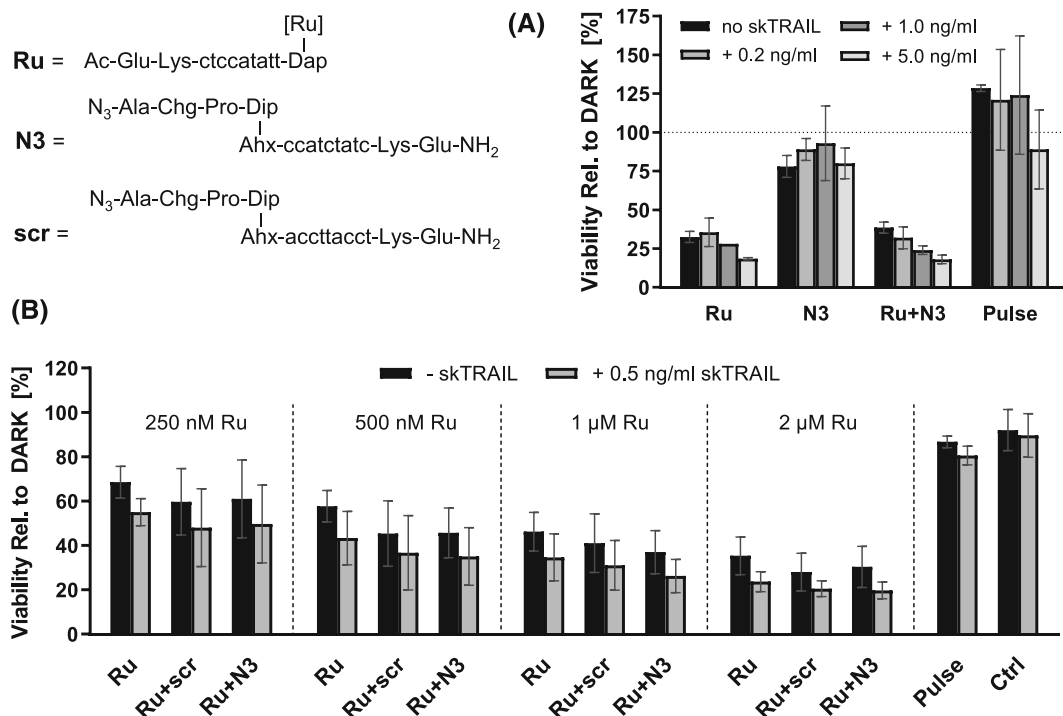 [Ru]
Ru = Ac-Glu-Lys-ctccatatt-Dap
N3-Ala-Chg-Pro-Dip
N3 =
Ahx-ccatctatc-Lys-Glu-NH2
N3-Ala-Chg-Pro-Dip
scr =
Ahx-accttacct-Lys-Glu-NH2
(A)
Viability Rel. to DARK [%]
no skTRAIL + 1.0 ng/ml
+ 0.2 ng/ml + 5.0 ng/ml
175
150
125
100
75
50
25
0
Ru N3 Ru+N3 Pulse
(B)
Viability Rel. to DARK [%]
- skTRAIL + 0.5 ng/ml skTRAIL
250 nM Ru 500 nM Ru 1 µM Ru 2 µM Ru
120
100
80
60
40
20
0
Ru Ru+scr Ru+N3 Ru Ru+scr Ru+N3 Ru Ru+scr Ru+N3 Ru Ru+scr Ru+N3 Pulse Ctrl